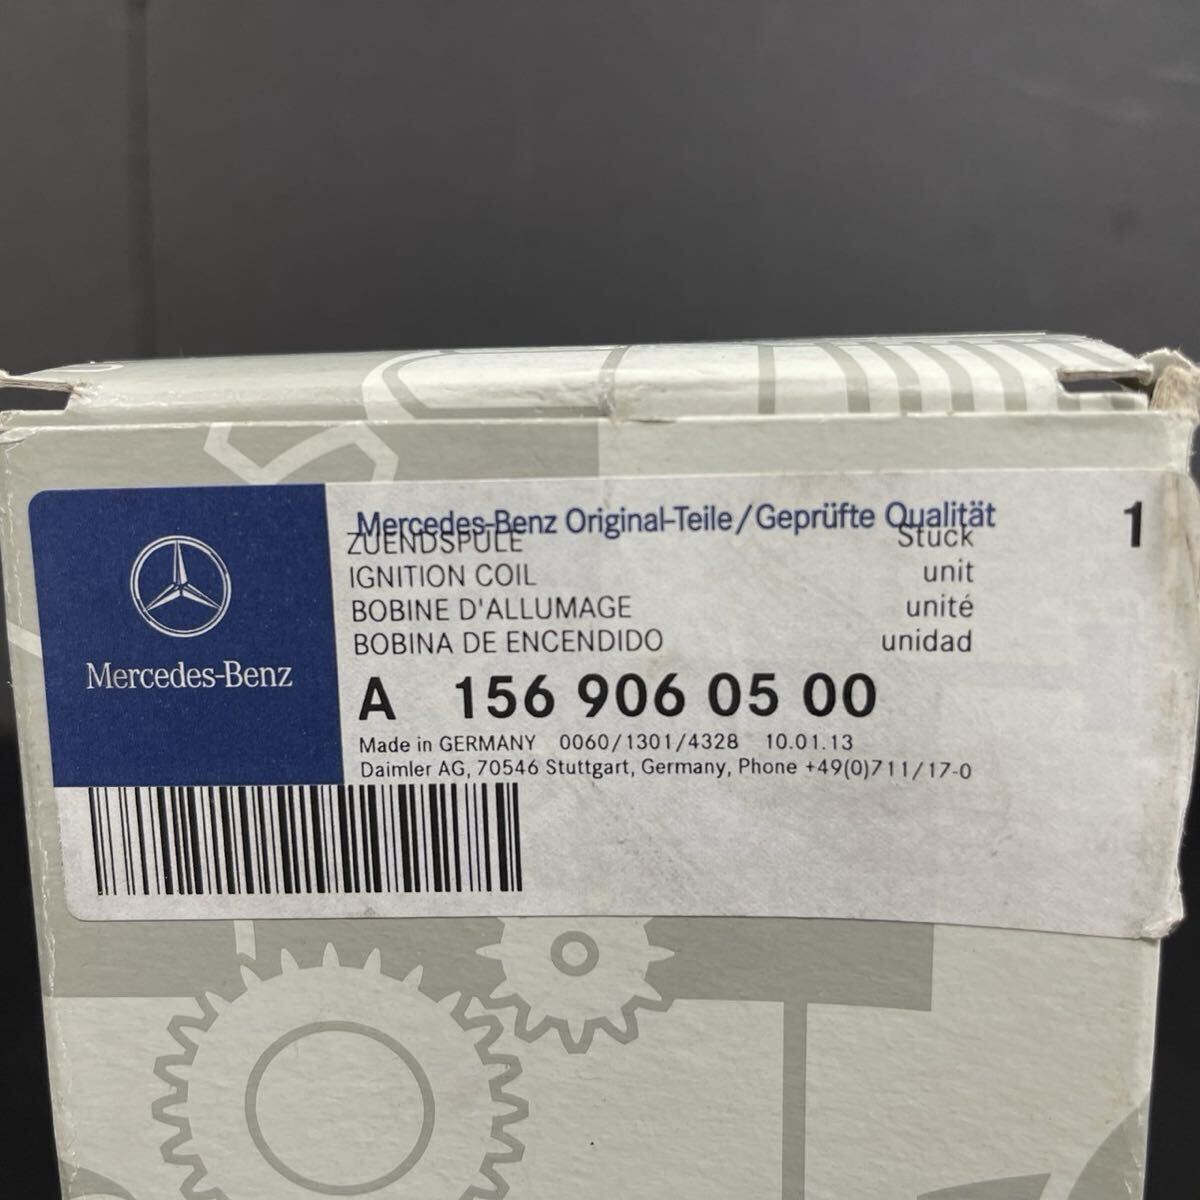 Mercedes-Benz
Mercedes-Benz Original-Teile/Geprüfte Qualität
ZUENDSPULE Stück 1
IGNITION COIL unit
BOBINE D'ALLUMAGE unité
BOBINA DE ENCENDIDO unidad
A 156 906 05 00
Made in GERMANY 0060/1301/4328 10.01.13
Daimler AG, 70546 Stuttgart, Germany, Phone +49(0)711/17-0